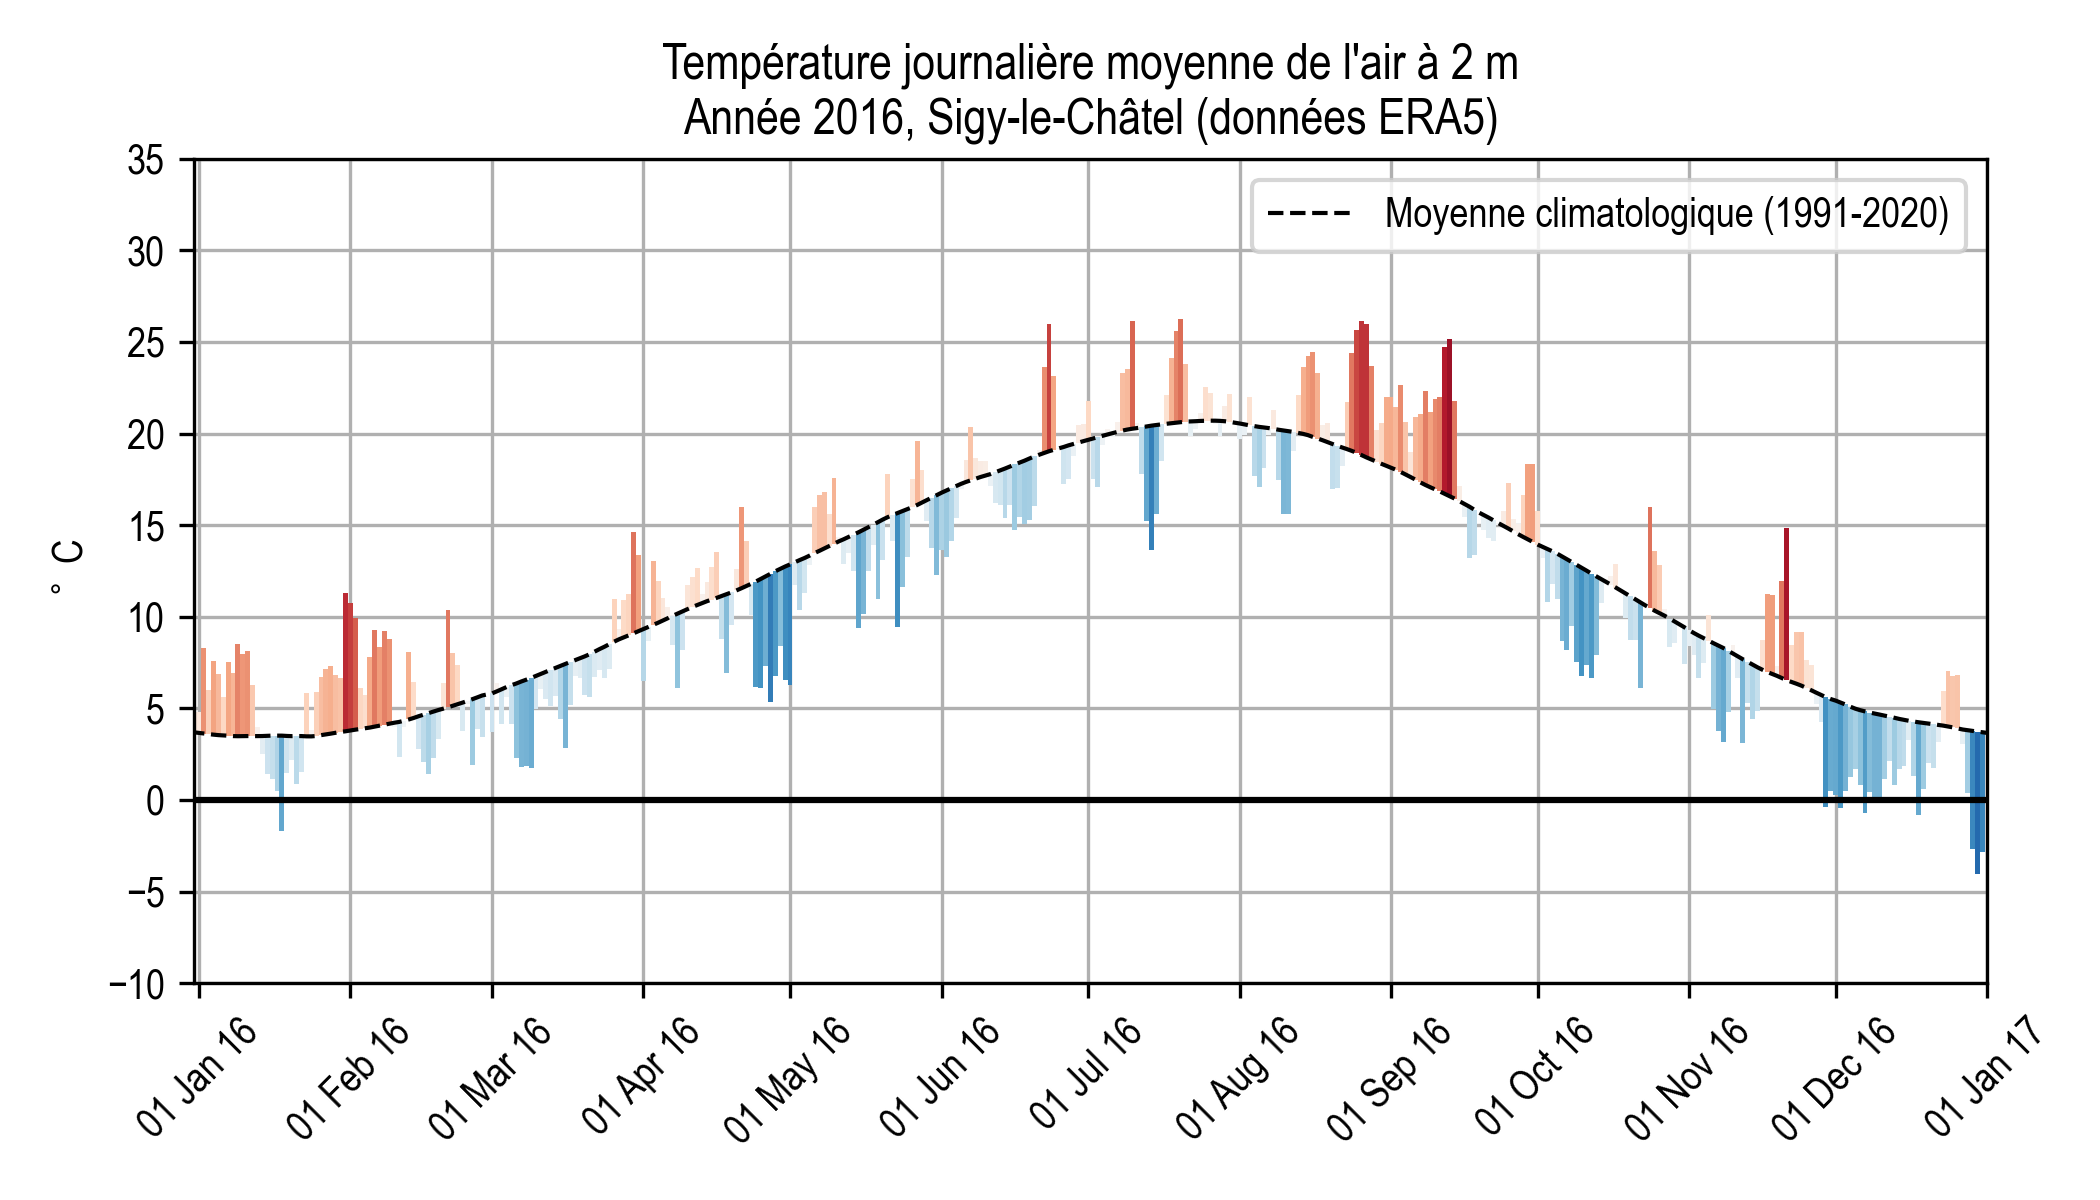 Température journalière moyenne de l'air à 2 m
Année 2016, Sigy-le-Châtel (données ERA5)
Moyenne climatologique (1991-2020)
° C
35
30
25
20
15
10
5
0
−5
−10
01 Jan 16
01 Feb 16
01 Mar 16
01 Apr 16
01 May 16
01 Jun 16
01 Jul 16
01 Aug 16
01 Sep 16
01 Oct 16
01 Nov 16
01 Dec 16
01 Jan 17